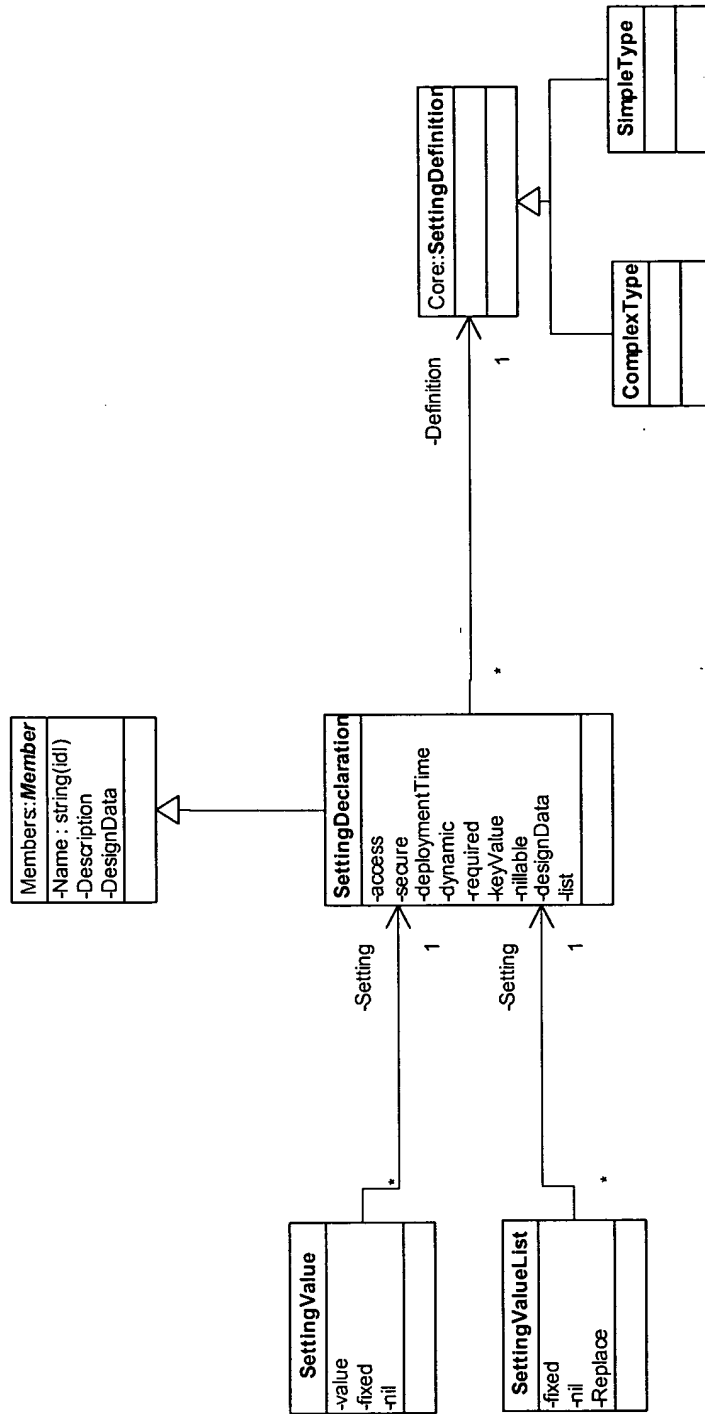 Members::Member
-Name : string(idl)
-Description
-DesignData
SettingValue
-value
-fixed
-nil
*
-Setting
1
SettingValueList
-fixed
-nil
-Replace
*
-Setting
1
SettingDeclaration
-access
-secure
-deploymentTime
-dynamic
-required
-keyValue
-nillable
-designData
-list
*
-Definition
1
Core::SettingDefinition
ComplexType
SimpleType